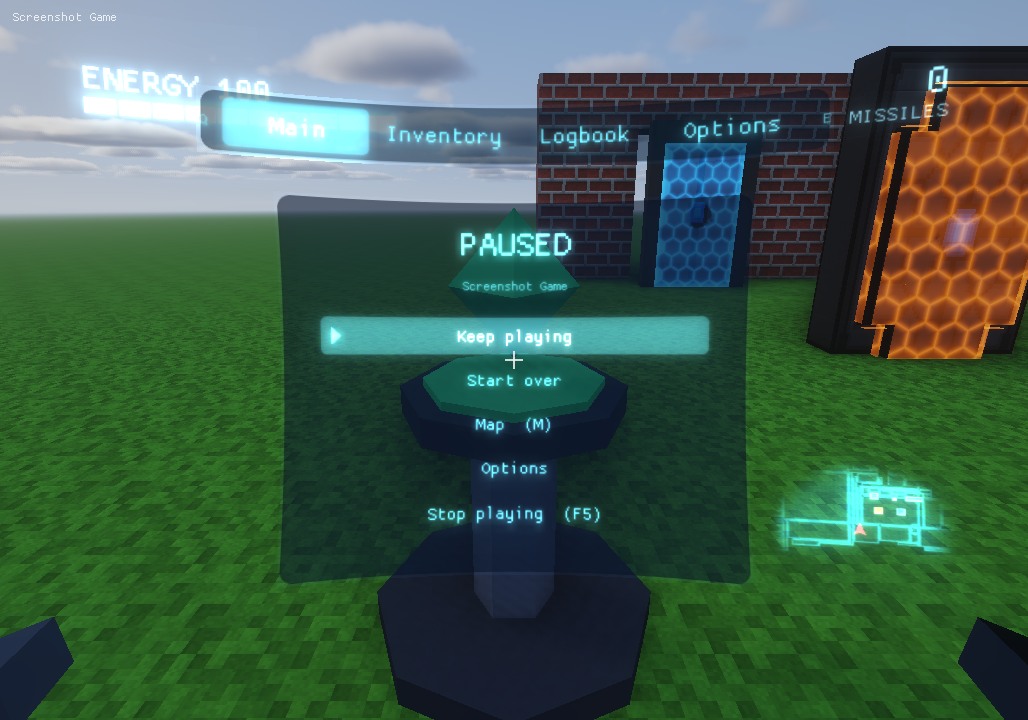 Screenshot Game
ENERGY 100
0
MISSILES
Main
Inventory
Logbook
Options
PAUSED
Screenshot Game
Keep playing
Start over
Map (M)
Options
Stop playing (F5)